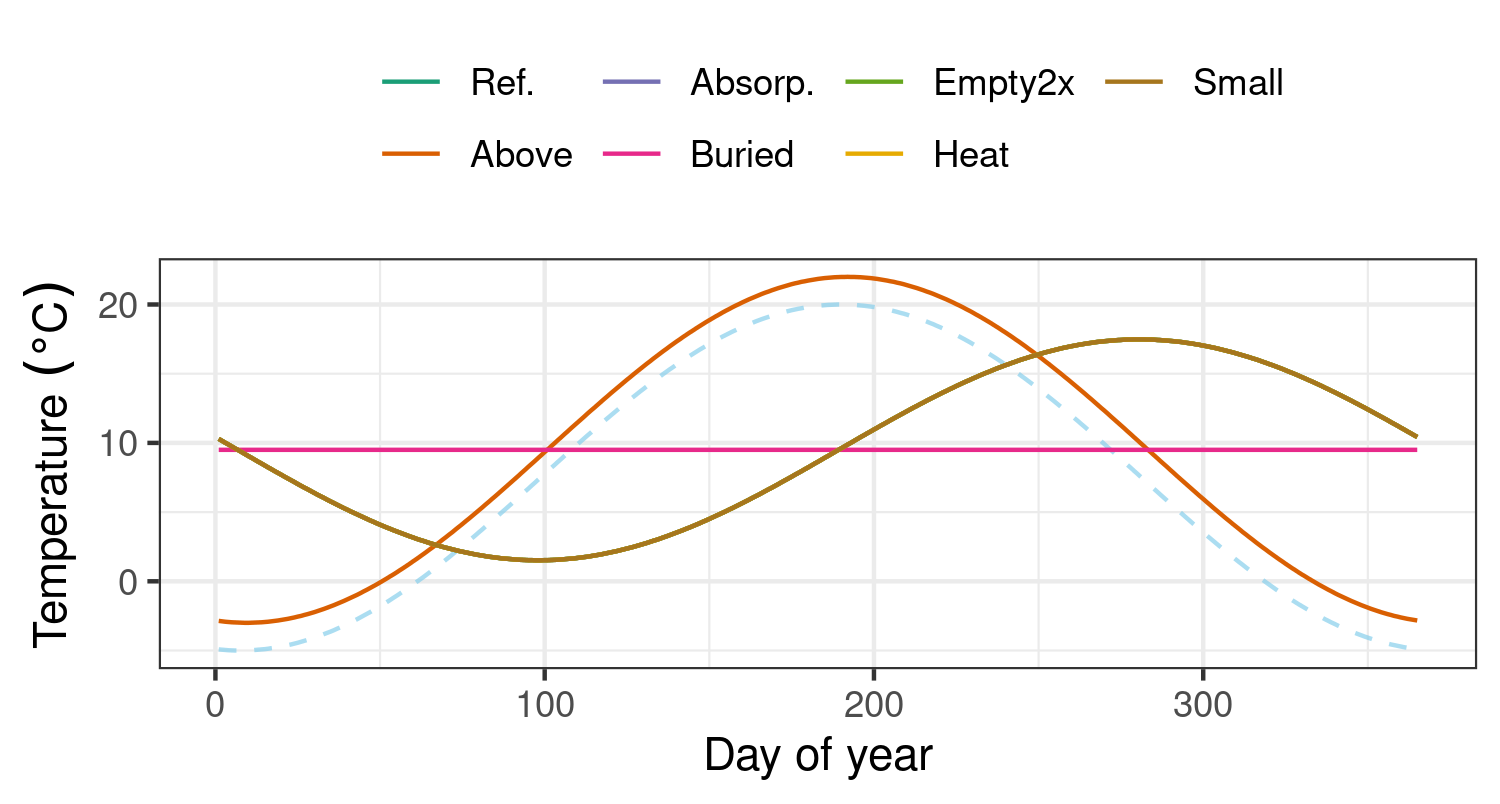 Ref. Absorp. Empty2x Small
Above Buried Heat
Temperature (°C)
20
10
0
0 100 200 300
Day of year